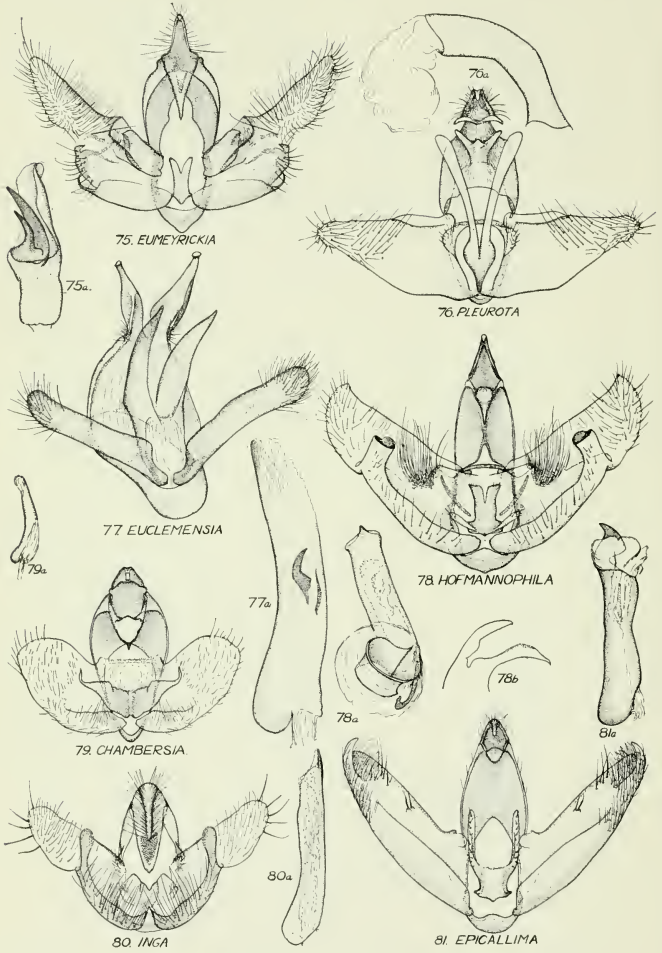 76a
75. EUMEYRICKIA
75a.
76. PLEUROTA
77. EUCLEMENSIA
79a
77a
78. HOFMANNOPHILA
78a
78b
81a
79. CHAMBERSIA.
80a
80. INGA
81. EPICALLIMA